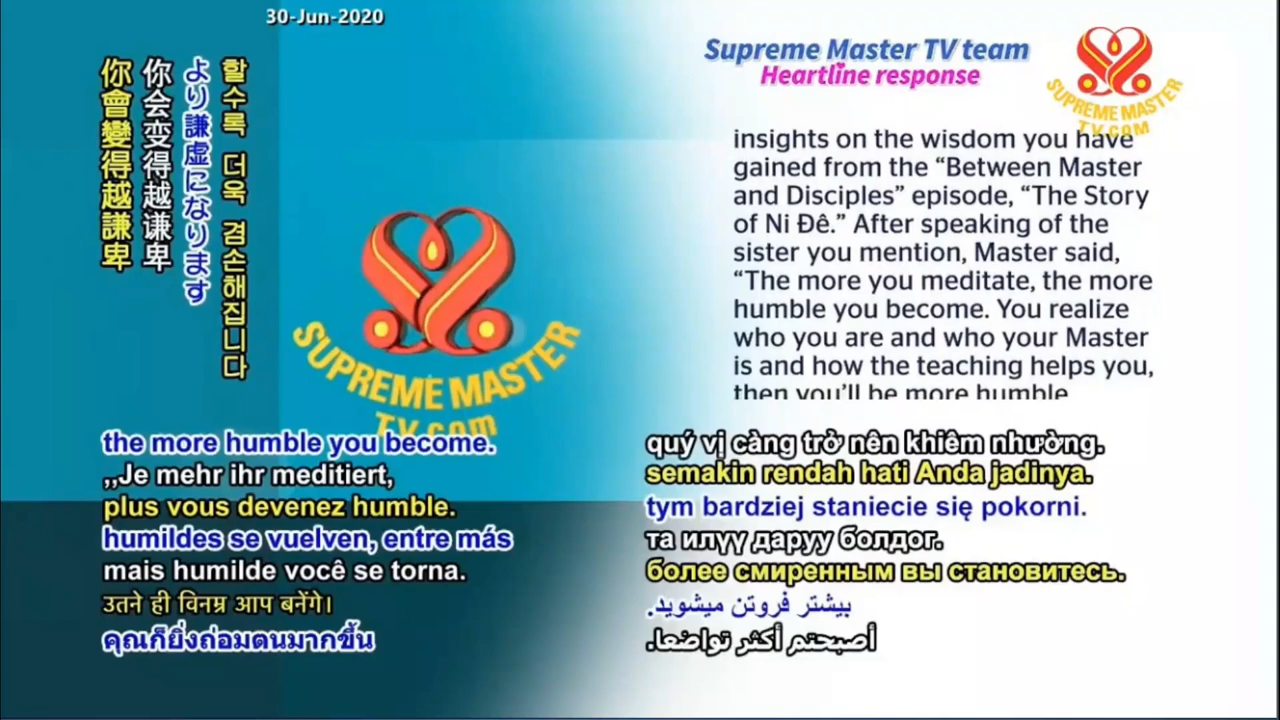 30-Jun-2020
Supreme Master TV team
Heartline response
SUPREME MASTER
TV.COM
할수록 더욱 겸손해집니다
より謙虚になります
你会变得越谦卑
你會變得越謙卑
insights on the wisdom you have
gained from the “Between Master
and Disciples” episode, “The Story
of Ni Đê.” After speaking of the
sister you mention, Master said,
“The more you meditate, the more
humble you become. You realize
who you are and who your Master
is and how the teaching helps you,
then you’ll be more humble
SUPREME MASTER
TV.com
the more humble you become.
,,Je mehr ihr meditiert,
plus vous devenez humble.
humildes se vuelven, entre más
mais humilde você se torna.
उतने ही विनम्र आप बनेंगे।
คุณก็ยิ่งถ่อมตนมากขึ้น
quý vị càng trở nên khiêm nhường.
semakin rendah hati Anda jadinya.
tym bardziej staniecie się pokorni.
та илүү даруу болдог.
более смиренным вы становитесь.
بیشتر فروتن میشوید.
أصبحتم أكثر تواضعا.